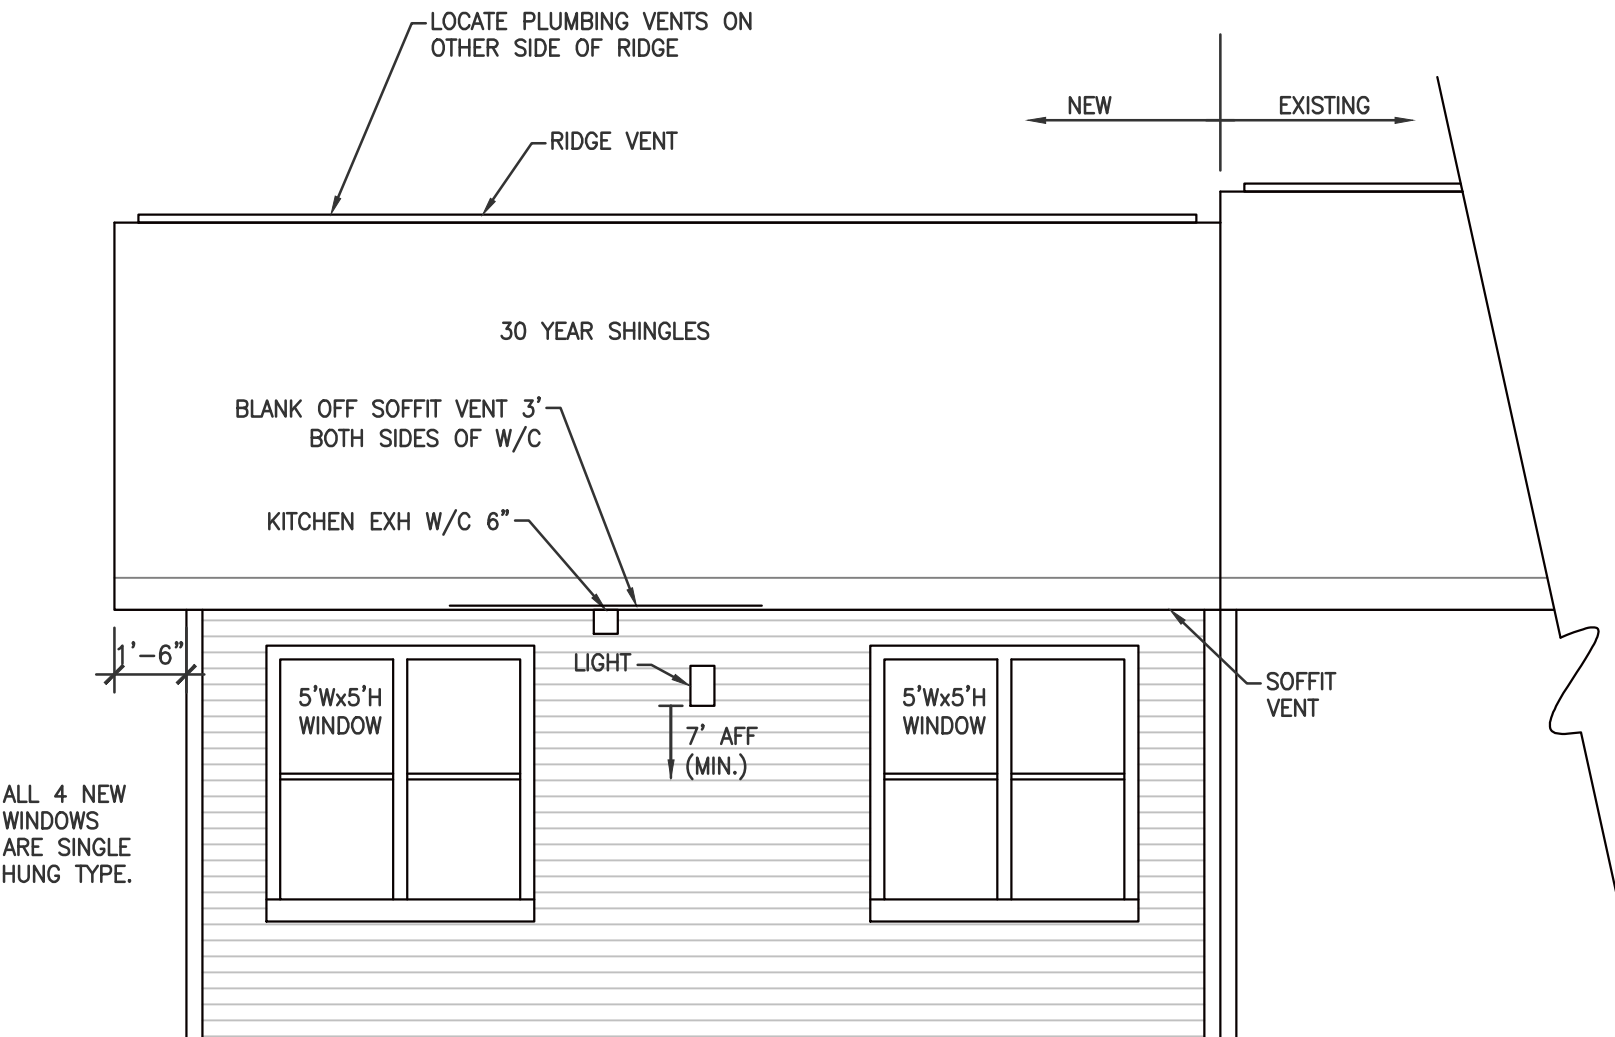 LOCATE PLUMBING VENTS ON
OTHER SIDE OF RIDGE
NEW
EXISTING
RIDGE VENT
30 YEAR SHINGLES
BLANK OFF SOFFIT VENT 3'
BOTH SIDES OF W/C
KITCHEN EXH W/C 6"
1'-6"
LIGHT
5'Wx5'H
WINDOW
7' AFF
(MIN.)
5'Wx5'H
WINDOW
SOFFIT
VENT
ALL 4 NEW
WINDOWS
ARE SINGLE
HUNG TYPE.